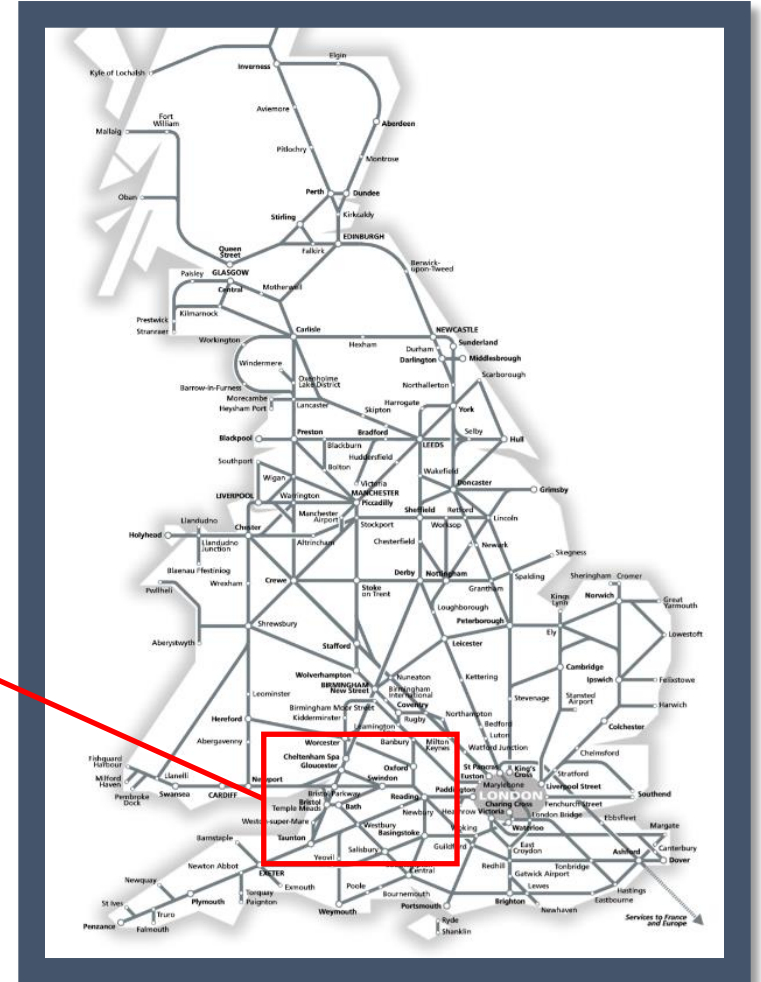 Elgin
Inverness
Kyle of Lochalsh
Aviemore
Fort
William
Mallaig
Aberdeen
Pitlochry
Montrose
Perth
Dundee
Oban
Stirling
Kirkcaldy
EDINBURGH
Queen
Street
Falkirk
Berwick-
upon-Tweed
Paisley
GLASGOW
Central
Motherwell
Prestwick
Kilmarnock
Stranraer
Carlisle
NEWCASTLE
Workington
Hexham
Durham
Sunderland
Darlington
Middlesbrough
Windermere
Scarborough
Oxenholme
Lake District
Barrow-in-Furness
Northallerton
Morecambe
Heysham Port
Lancaster
Harrogate
York
Skipton
Blackpool
Preston
Bradford
LEEDS
Selby
Hull
Blackburn
Huddersfield
Southport
Bolton
Wakefield
Wigan
Victoria
Doncaster
Grimsby
LIVERPOOL
Warrington
MANCHESTER
Piccadilly
Manchester
Airport
Sheffield
Retford
Lincoln
Llandudno
Chester
Stockport
Worksop
Holyhead
Llandudno
Junction
Altrincham
Chesterfield
Newark
Skegness
Blaenau Ffestiniog
Derby
Nottingham
Sheringham
Cromer
Pwllheli
Wrexham
Crewe
Stoke
on Trent
Grantham
Spalding
Kings
Lynn
Norwich
Great
Yarmouth
Loughborough
Peterborough
Shrewsbury
Ely
Lowestoft
Aberystwyth
Stafford
Leicester
Wolverhampton
Cambridge
BIRMINGHAM
New Street
Nuneaton
Kettering
Ipswich
Felixstowe
Birmingham
International
Leominster
Stevenage
Stansted
Airport
Harwich
Birmingham Moor Street
Coventry
Kidderminster
Rugby
Northampton
Hereford
Leamington
Bedford
Colchester
Abergavenny
Worcester
Banbury
Milton
Keynes
Luton
Watford Junction
Chelmsford
Cheltenham Spa
Gloucester
Oxford
St Pancras
King's
Cross
Fishguard
Harbour
Euston
Stratford
Milford
Haven
Llanelli
Newport
Swindon
Marylebone
Liverpool Street
Pembroke
Dock
Swansea
CARDIFF
Bristol Parkway
Reading
Paddington
LONDON
Southend
Bristol
Temple Meads
Bath
Newbury
Heathrow
Victoria
Charing Cross
Fenchurch Street
London Bridge
Ebbsfleet
Weston-super-Mare
Westbury
Basingstoke
Woking
Waterloo
Margate
Barnstaple
Taunton
Salisbury
Guildford
East
Croydon
Canterbury
Yeovil
Redhill
Tonbridge
Ashford
Dover
Newton Abbot
EXETER
Central
Gatwick Airport
Newquay
Exmouth
Poole
Lewes
Hastings
Torquay
Paignton
Bournemouth
Eastbourne
St Ives
Plymouth
Weymouth
Portsmouth
Brighton
Newhaven
Truro
Ryde
Services to France
and Europe
Penzance
Falmouth
Shanklin